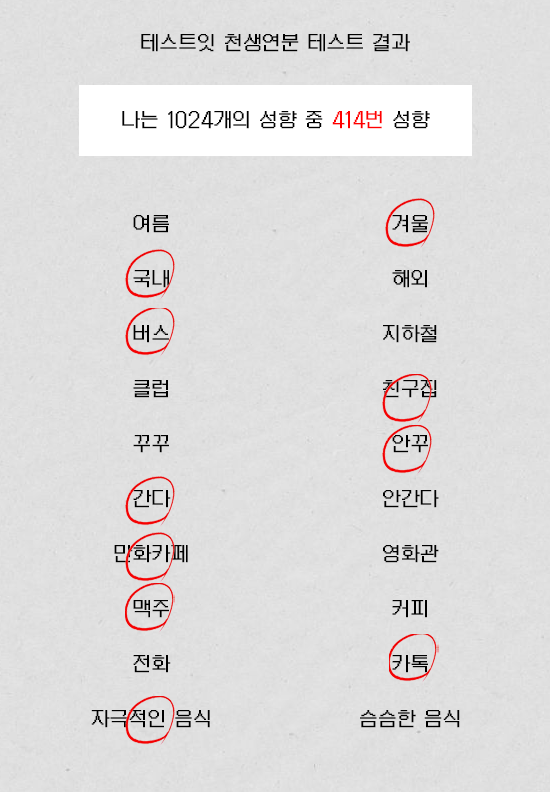 테스트잇 천생연분 테스트 결과
나는 1024개의 성향 중 414번 성향
여름 겨울
국내 해외
버스 지하철
클럽 친구집
꾸꾸 안꾸
간다 안간다
만화카페 영화관
맥주 커피
전화 카톡
자극적인 음식 슴슴한 음식